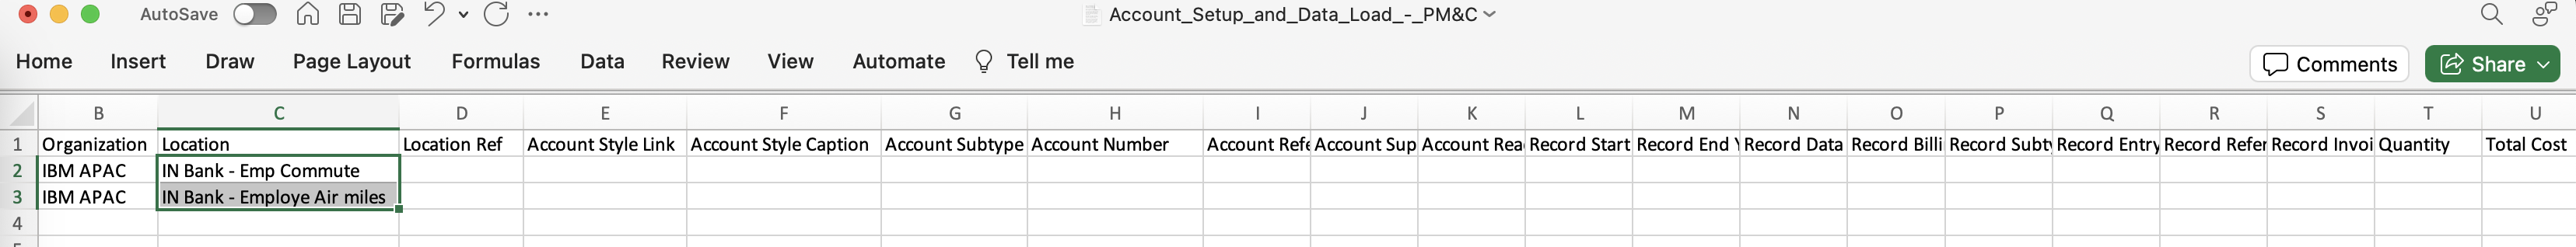 AutoSave
Account_Setup_and_Data_Load_-_PM&C
Home Insert Draw Page Layout Formulas Data Review View Automate Tell me Comments Share
B C D E F G H I J K L M N O P Q R S T U
1 Organization Location Location Ref Account Style Link Account Style Caption Account Subtype Account Number Account Refe Account Sup Account Rea Record Start Record End Record Data Record Billi Record Subty Record Entry Record Refer Record Invoi Quantity Total Cost
2 IBM APAC IN Bank - Emp Commute
3 IBM APAC IN Bank - Employe Air miles
4